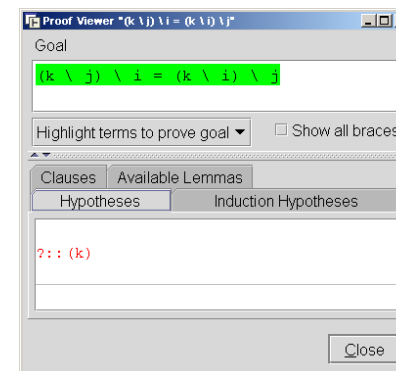 Proof Viewer "(k \ j) \ i = (k \ i) \ j"
Goal
(k \ j) \ i = (k \ i) \ j
Highlight terms to prove goal Show all braces
Clauses Available Lemmas
Hypotheses Induction Hypotheses
?::(k)
Close